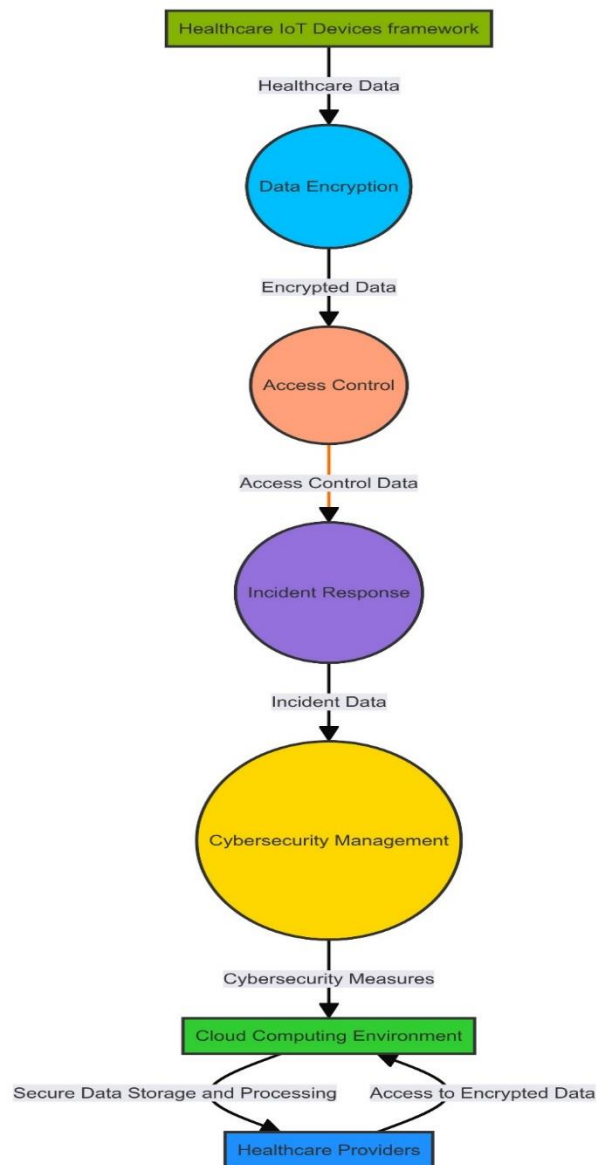 Healthcare IoT Devices framework
Healthcare Data
Data Encryption
Encrypted Data
Access Control
Access Control Data
Incident Response
Incident Data
Cybersecurity Management
Cybersecurity Measures
Cloud Computing Environment
Secure Data Storage and Processing
Access to Encrypted Data
Healthcare Providers